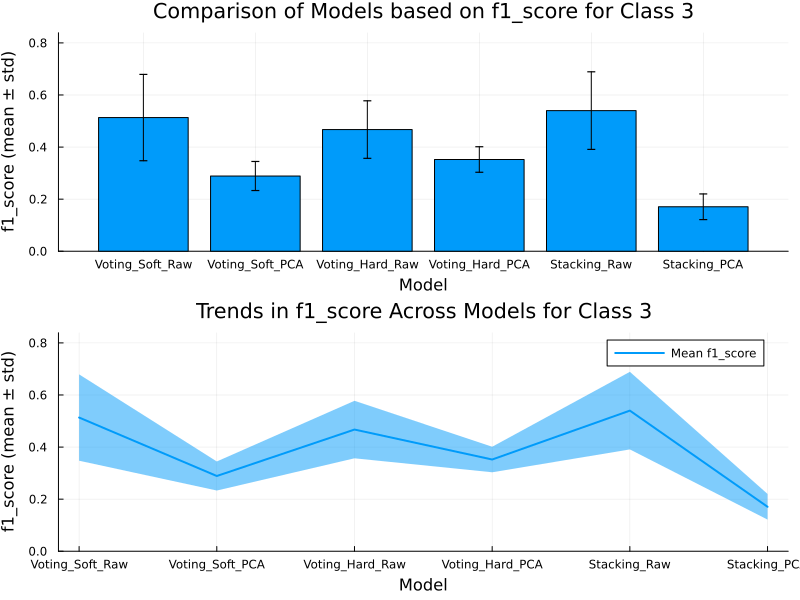 Comparison of Models based on f1_score for Class 3
f1_score (mean ± std)
0.8
0.6
0.4
0.2
0.0
Voting_Soft_Raw Voting_Soft_PCA Voting_Hard_Raw Voting_Hard_PCA Stacking_Raw Stacking_PCA
Model
Trends in f1_score Across Models for Class 3
f1_score (mean ± std)
Mean f1_score
0.8
0.6
0.4
0.2
0.0
Voting_Soft_Raw Voting_Soft_PCA Voting_Hard_Raw Voting_Hard_PCA Stacking_Raw Stacking_PC
Model